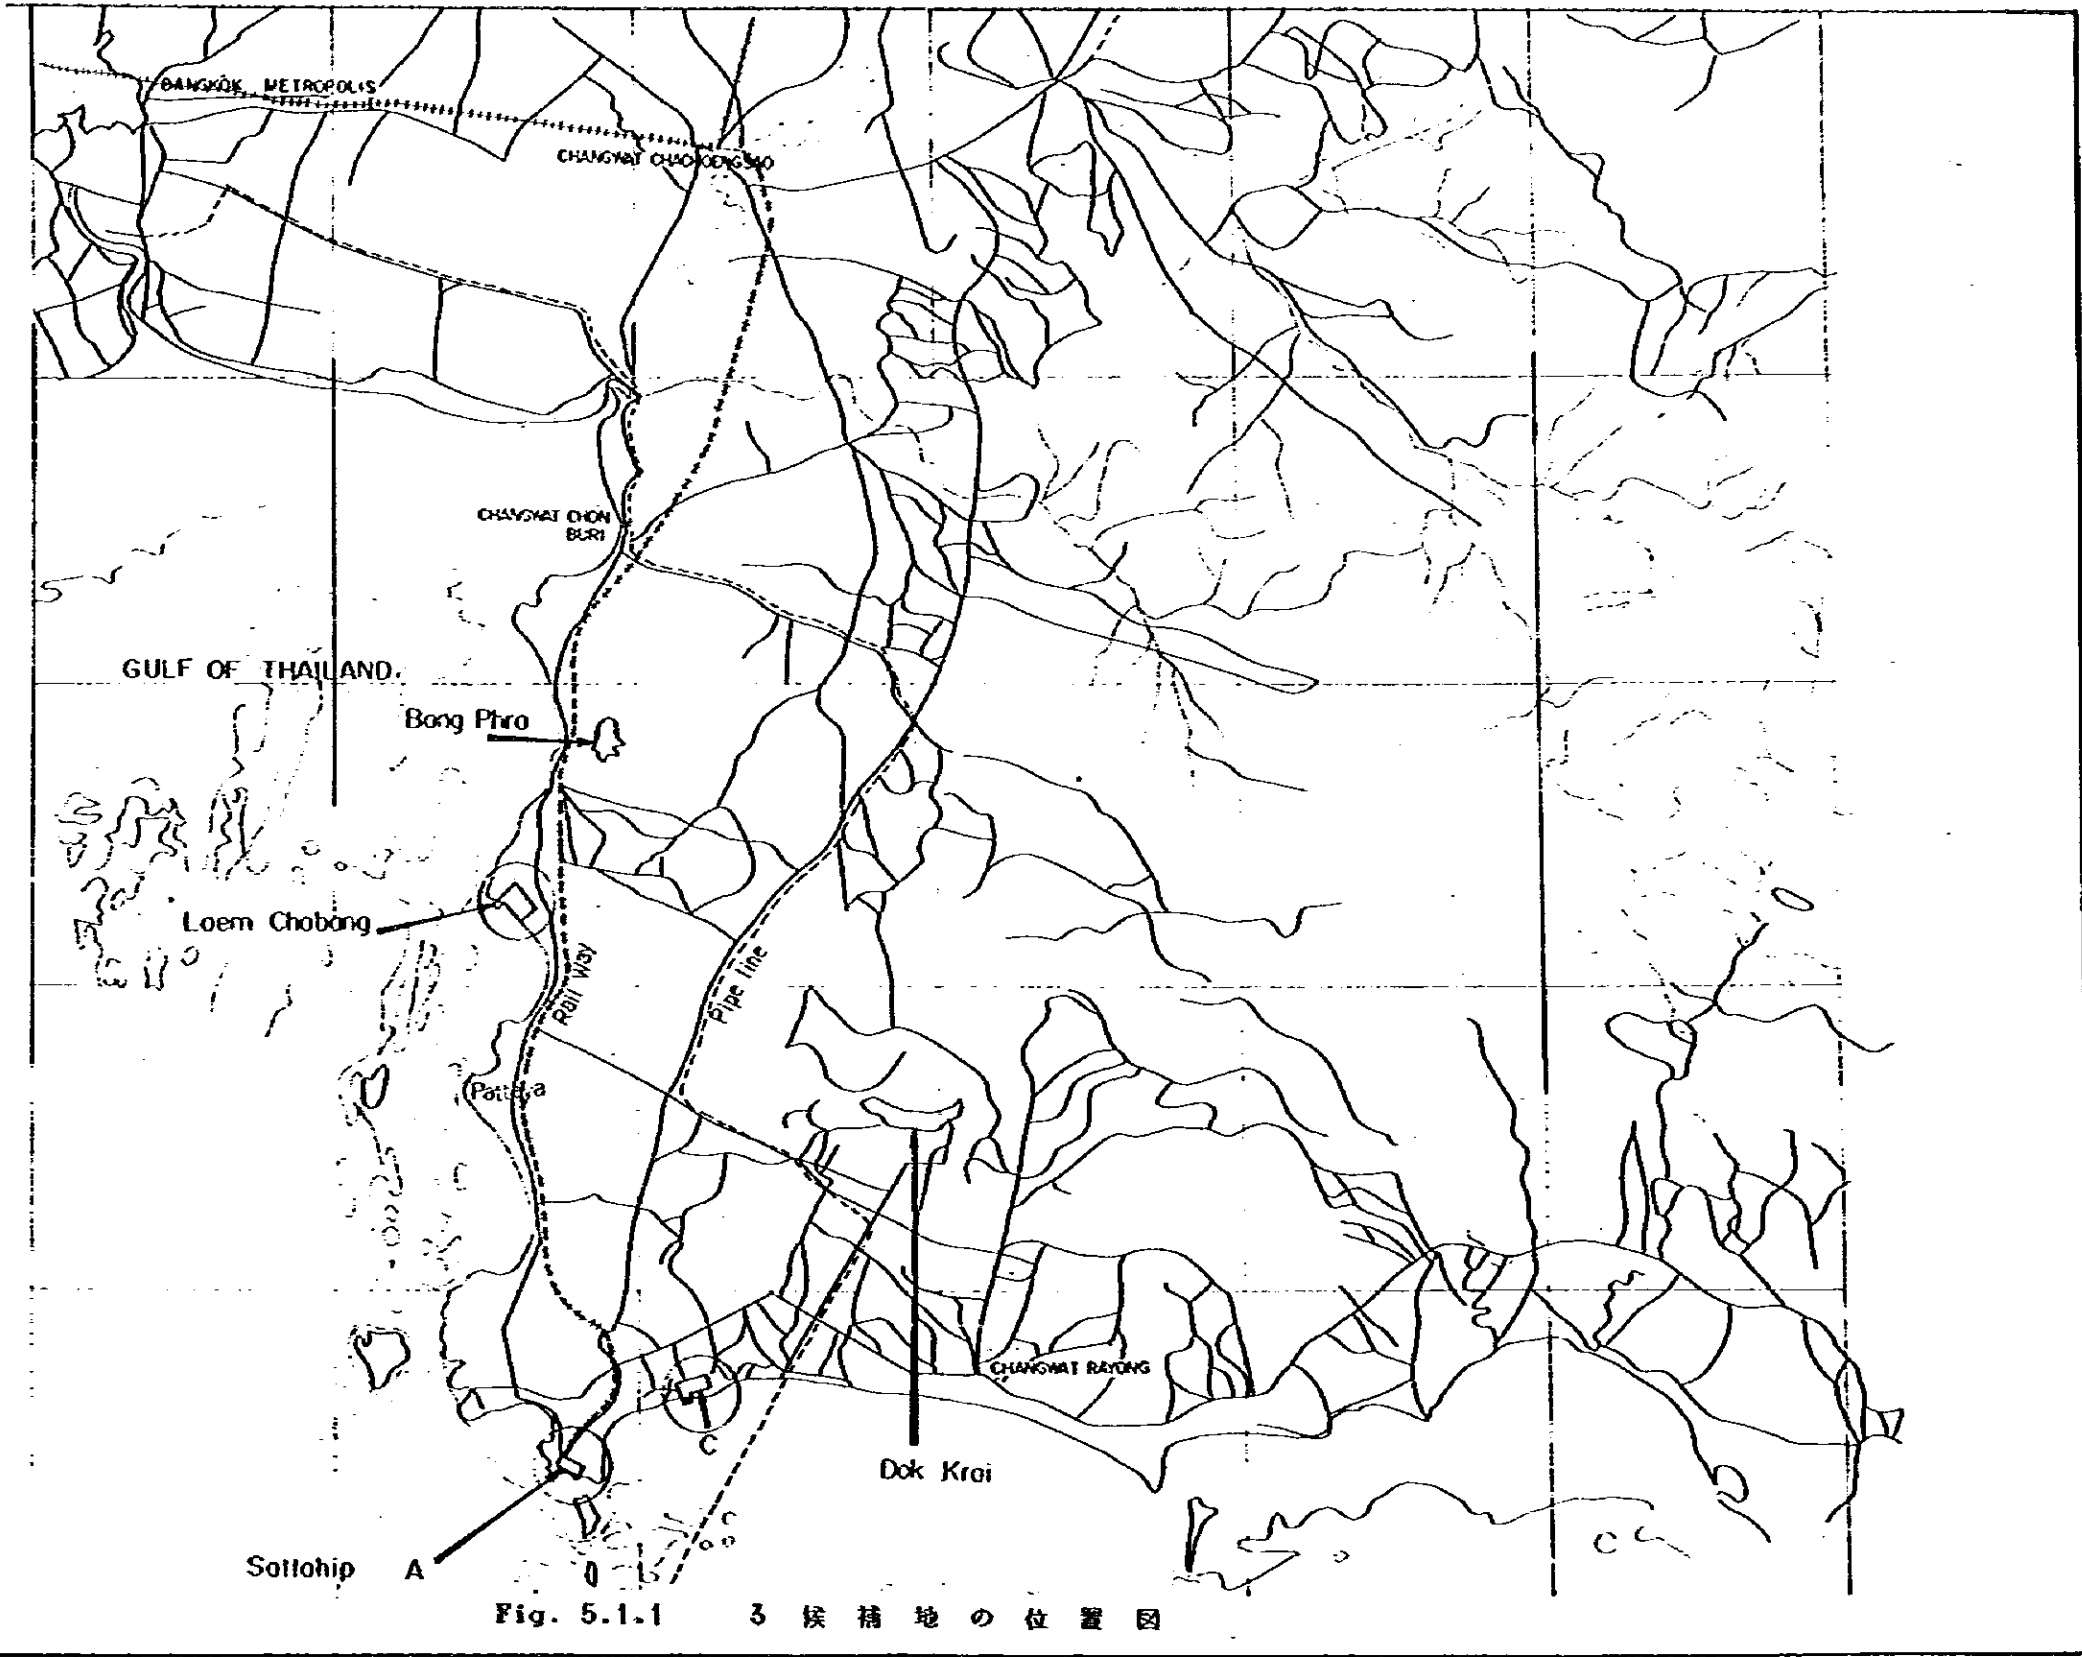 BANGKOK METROPOLIS
CHANGWAT CHACHOENGSAO
CHANGWAT CHON
BURI
GULF OF THAILAND.
Bang Phra
Laem Chabang
Rail Way
Pipe line
Pattaya
CHANGWAT RAYONG
C
Dok Krai
Sattahip A
C
Fig. 5.1.1 3 候補地の位置図